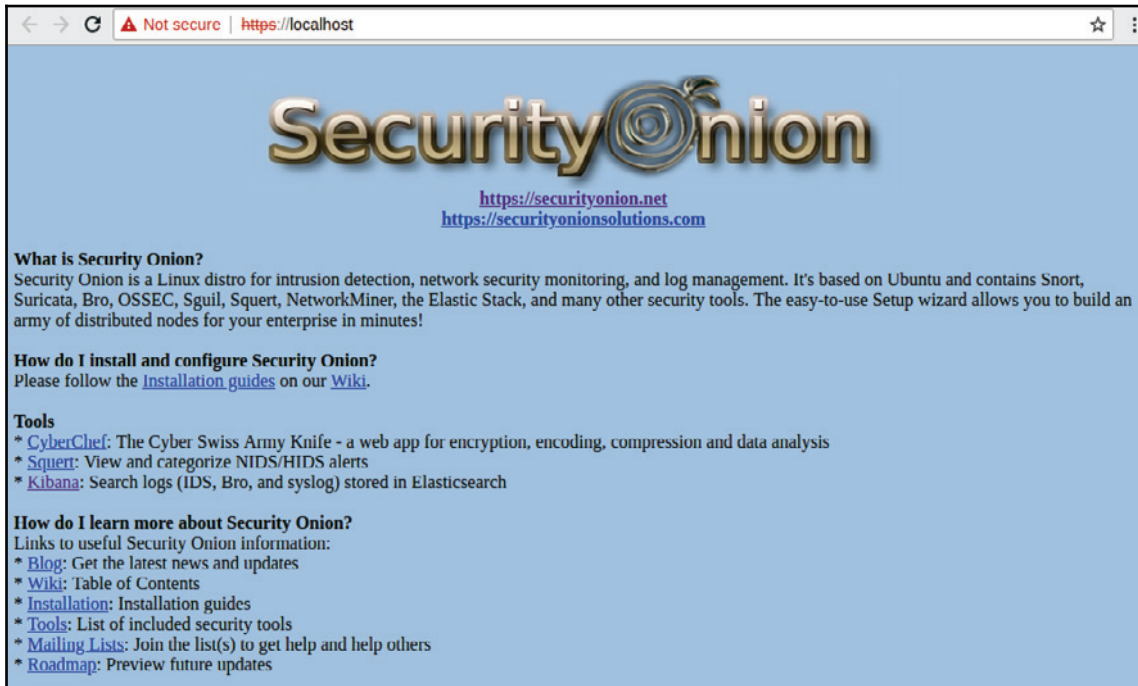 Not secure | https://localhost
Security Onion
https://securityonion.net
https://securityonionsolutions.com
What is Security Onion?
Security Onion is a Linux distro for intrusion detection, network security monitoring, and log management. It's based on Ubuntu and contains Snort,
Suricata, Bro, OSSEC, Sguil, Squert, NetworkMiner, the Elastic Stack, and many other security tools. The easy-to-use Setup wizard allows you to build an
army of distributed nodes for your enterprise in minutes!
How do I install and configure Security Onion?
Please follow the Installation guides on our Wiki.
Tools
* CyberChef: The Cyber Swiss Army Knife - a web app for encryption, encoding, compression and data analysis
* Squert: View and categorize NIDS/HIDS alerts
* Kibana: Search logs (IDS, Bro, and syslog) stored in Elasticsearch
How do I learn more about Security Onion?
Links to useful Security Onion information:
* Blog: Get the latest news and updates
* Wiki: Table of Contents
* Installation: Installation guides
* Tools: List of included security tools
* Mailing Lists: Join the list(s) to get help and help others
* Roadmap: Preview future updates